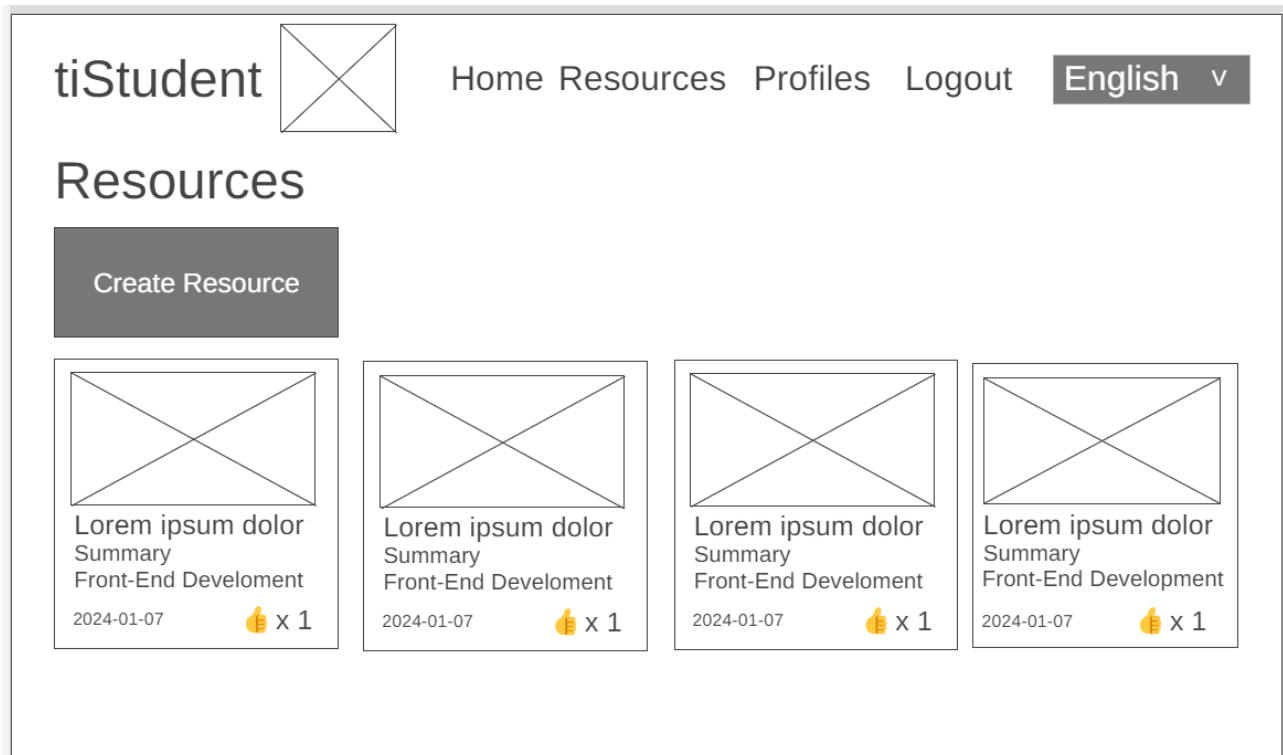 tiStudent Home Resources Profiles Logout English v
Resources
Create Resource
Lorem ipsum dolor
Summary
Front-End Develoment
2024-01-07 👍 x 1
Lorem ipsum dolor
Summary
Front-End Develoment
2024-01-07 👍 x 1
Lorem ipsum dolor
Summary
Front-End Develoment
2024-01-07 👍 x 1
Lorem ipsum dolor
Summary
Front-End Development
2024-01-07 👍 x 1